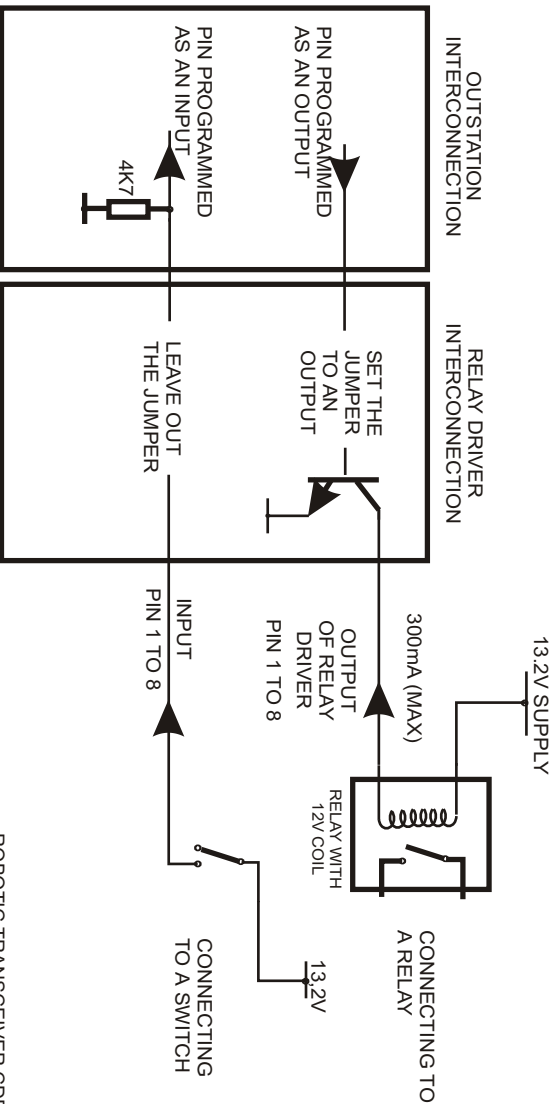 OUTSTATION
INTERCONNECTION
RELAY DRIVER
INTERCONNECTION
13.2V SUPPLY
PIN PROGRAMMED
AS AN OUTPUT
SET THE
JUMPER
TO AN
OUTPUT
300mA (MAX)
OUTPUT
OF RELAY
DRIVER
PIN 1 TO 8
RELAY WITH
12V COIL
CONNECTING TO
A RELAY
PIN PROGRAMMED
AS AN INPUT
4K7
LEAVE OUT
THE JUMPER
INPUT
PIN 1 TO 8
13,2V
CONNECTING
TO A SWITCH